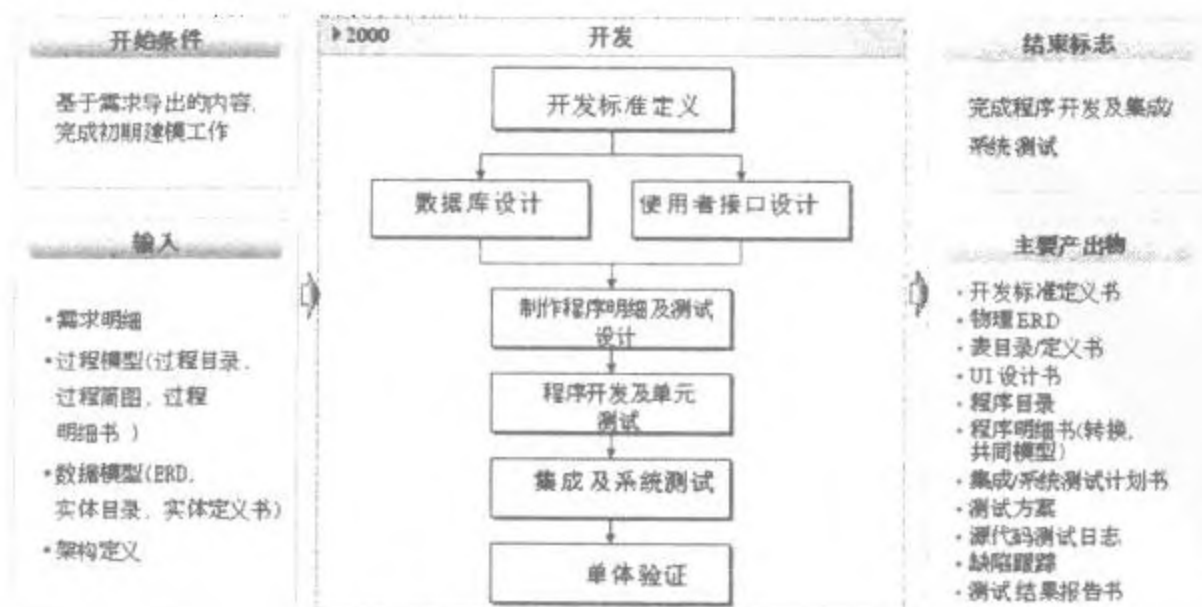 开始条件
基于需求导出的内容,
完成初期建模工作
输入
•需求明细
•过程模型(过程目录、
过程简图、过程
明细书 )
•数据模型(ERD、
实体目录、实体定义书)
•架构定义
2000
开发
开发标准定义
数据库设计
使用者接口设计
制作程序明细及测试
设计
程序开发及单元
测试
集成及系统测试
单体验证
结束标志
完成程序开发及集成/
系统测试
主要产出物
•开发标准定义书
•物理ERD
•表目录/定义书
•UI设计书
•程序目录
•程序明细书(转换,
共同模型)
•集成/系统测试计划书
•测试方案
•源代码测试日志
•缺陷跟踪
•测试结果报告书